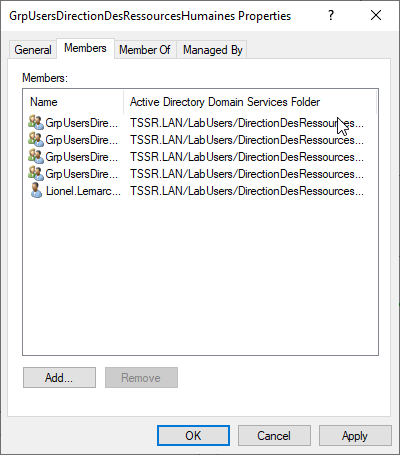 GrpUsersDirectionDesRessourcesHumaines Properties ? ×
General Members Member Of Managed By
Members:
Name Active Directory Domain Services Folder
GrpUsersDire... TSSR.LAN/LabUsers/DirectionDesRessources...
GrpUsersDire... TSSR.LAN/LabUsers/DirectionDesRessources...
GrpUsersDire... TSSR.LAN/LabUsers/DirectionDesRessources...
GrpUsersDire... TSSR.LAN/LabUsers/DirectionDesRessources...
Lionel.Lemarc... TSSR.LAN/LabUsers/DirectionDesRessources...
Add... Remove
OK Cancel Apply